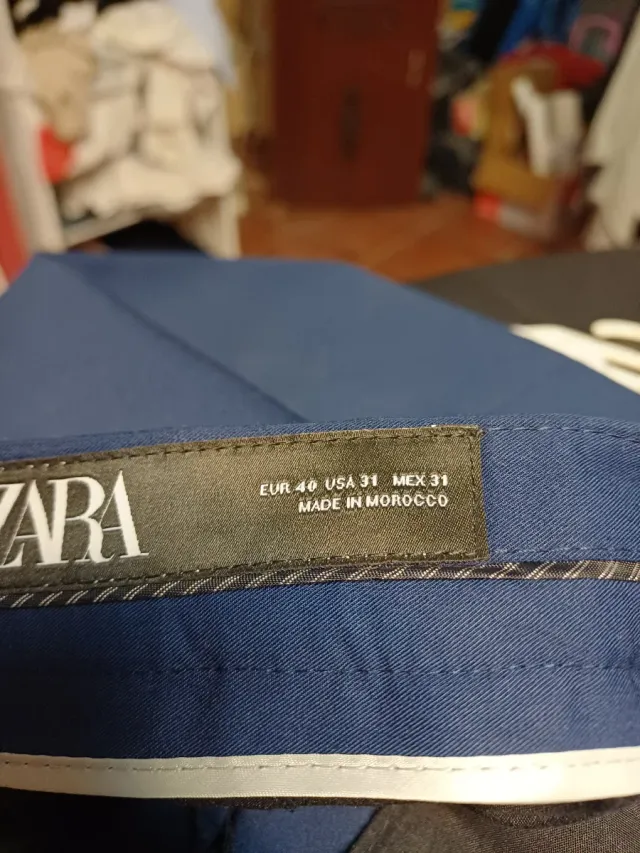 ZARA
EUR 40 USA 31 MEX 31
MADE IN MOROCCO